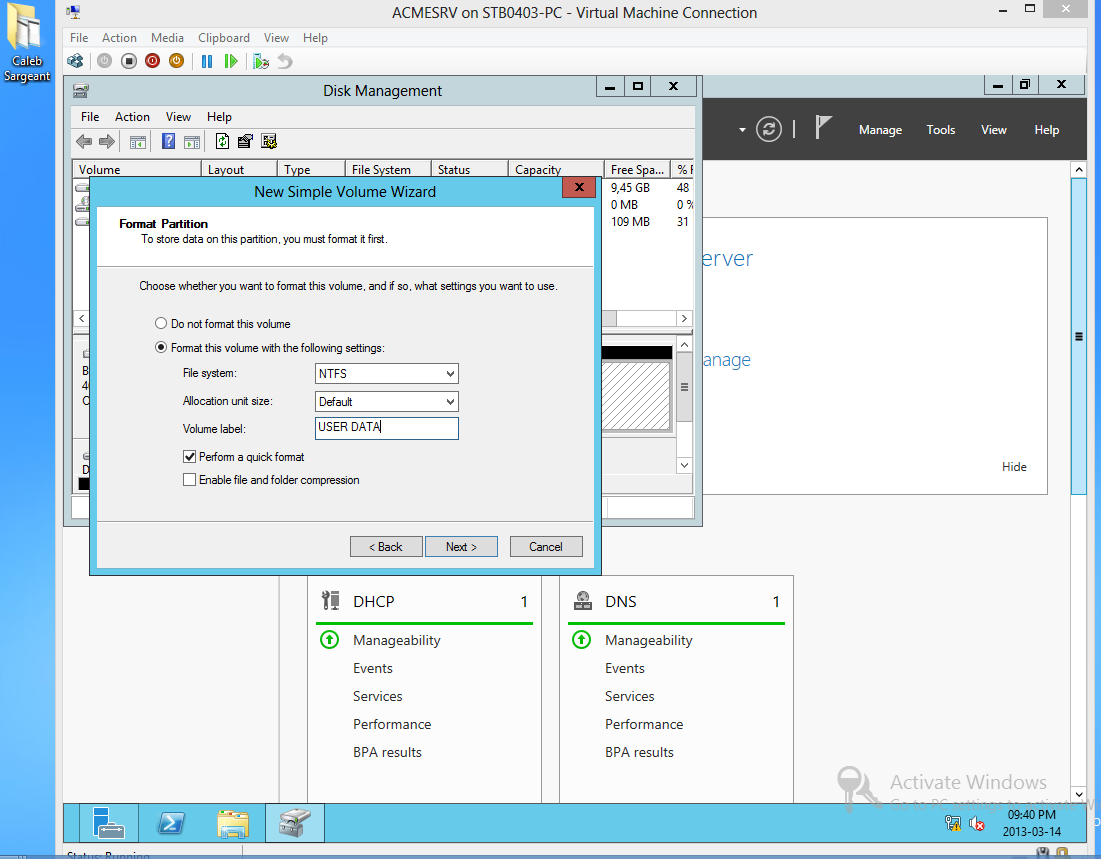 ACMESRV on STB0403-PC - Virtual Machine Connection
Caleb
Sargeant
File Action Media Clipboard View Help
Disk Management
File Action View Help
Manage Tools View Help
Volume Layout Type File System Status Capacity Free Spa... %
9,45 GB 48
0 MB 0 %
109 MB 31
New Simple Volume Wizard
Format Partition
To store data on this partition, you must format it first.
Choose whether you want to format this volume, and if so, what settings you want to use.
Do not format this volume
Format this volume with the following settings:
File system: NTFS
Allocation unit size: Default
Volume label: USER DATA
Perform a quick format
Enable file and folder compression
< Back Next > Cancel
erver
anage
Hide
DHCP 1
Manageability
Events
Services
Performance
BPA results
DNS 1
Manageability
Events
Services
Performance
BPA results
Activate Windows
Go to PC settings to activate W
09:40 PM
2013-03-14
Status: Running